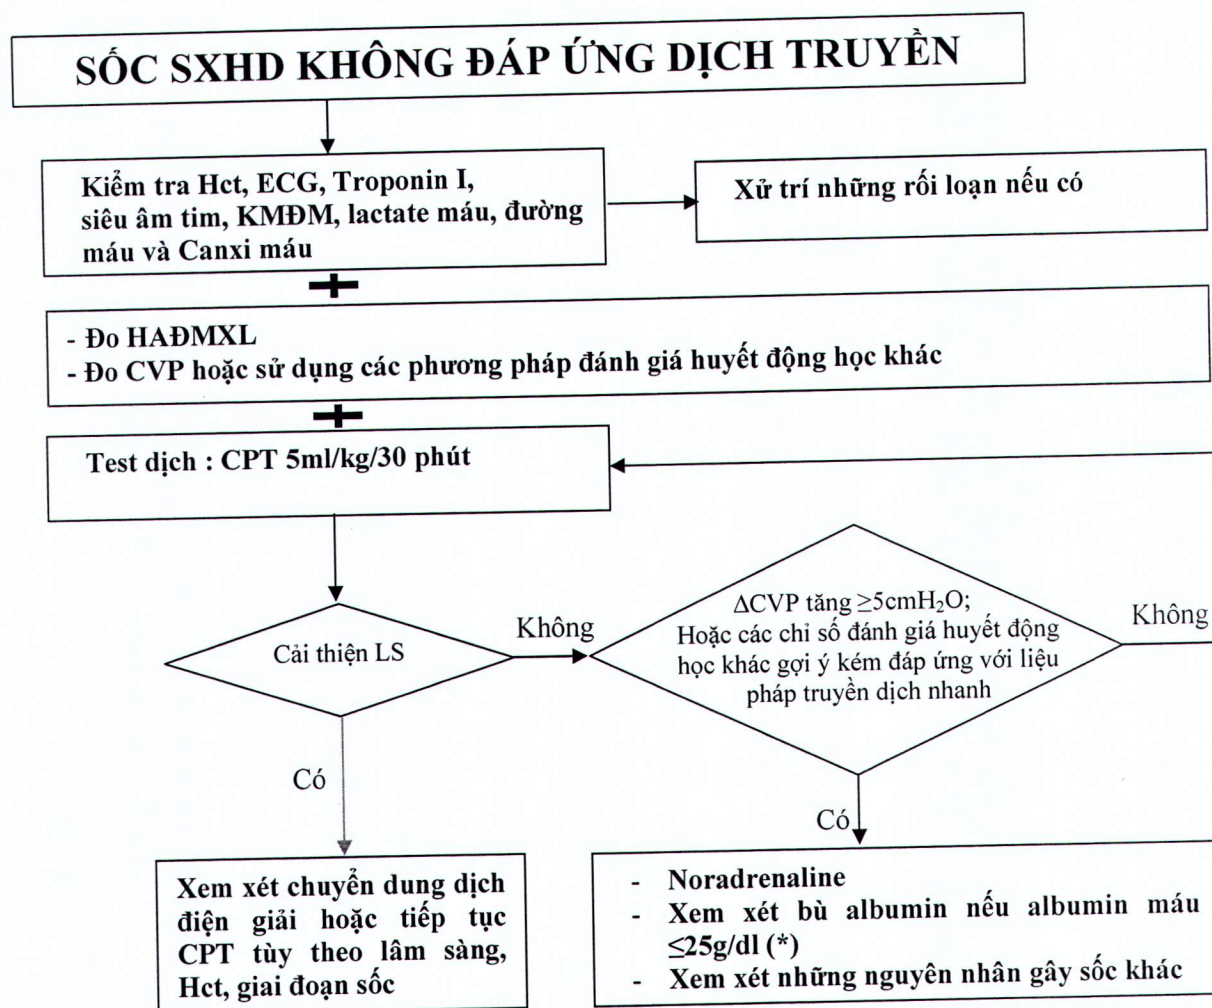 SỐC SXHD KHÔNG ĐÁP ỨNG DỊCH TRUYỀN
Kiểm tra Hct, ECG, Troponin I,
siêu âm tim, KMĐM, lactate máu, đường
máu và Canxi máu
Xử trí những rối loạn nếu có
- Đo HAĐMXL
- Đo CVP hoặc sử dụng các phương pháp đánh giá huyết động học khác
Test dịch : CPT 5ml/kg/30 phút
Cải thiện LS
Không
ΔCVP tăng ≥5cmH₂O;
Hoặc các chỉ số đánh giá huyết động
học khác gợi ý kém đáp ứng với liệu
pháp truyền dịch nhanh
Không
Có
Có
Xem xét chuyển dung dịch
điện giải hoặc tiếp tục
CPT tùy theo lâm sàng,
Hct, giai đoạn sốc
- Noradrenaline
- Xem xét bù albumin nếu albumin máu
≤25g/dl (*)
- Xem xét những nguyên nhân gây sốc khác